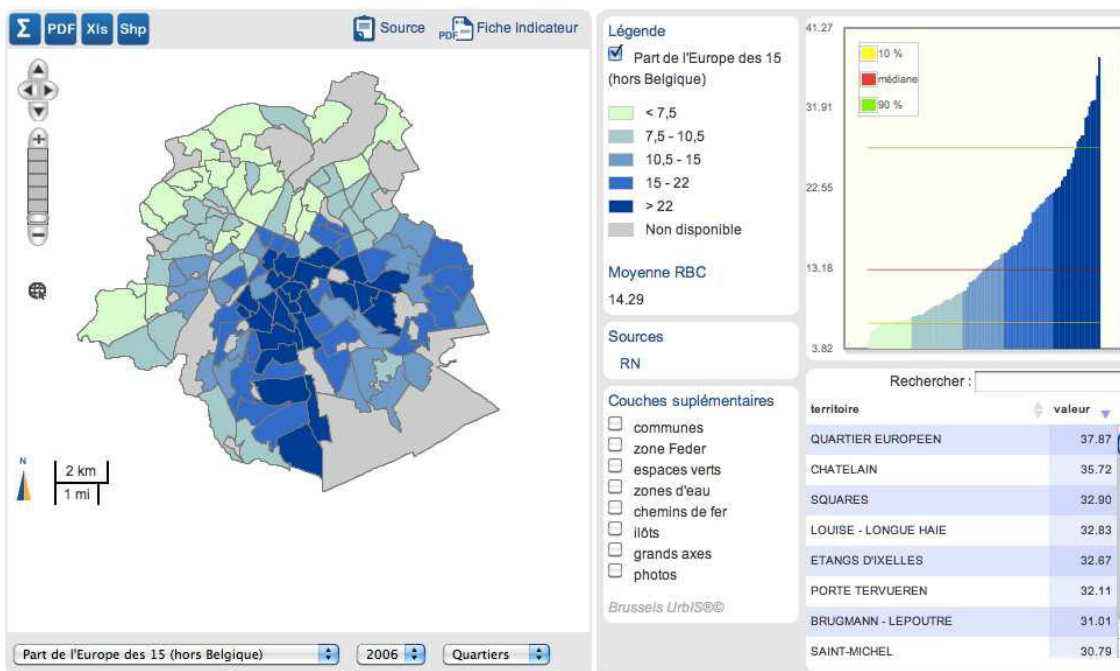 Σ PDF Xls Shp Source PDF Fiche Indicateur
N
2 km
1 mi
Part de l'Europe des 15 (hors Belgique) 2006 Quartiers
Légende
Part de l'Europe des 15
(hors Belgique)
< 7,5
7,5 - 10,5
10,5 - 15
15 - 22
> 22
Non disponible
Moyenne RBC
14.29
Sources
RN
Couches suplémentaires
communes
zone Feder
espaces verts
zones d'eau
chemins de fer
ilôts
grands axes
photos
Brussels UrbIS®©
41.27
31.91
22.55
13.18
3.82
10 %
médiane
90 %
Rechercher :
territoire valeur
QUARTIER EUROPEEN 37.87
CHATELAIN 35.72
SQUARES 32.90
LOUISE - LONGUE HAIE 32.83
ETANGS D'IXELLES 32.67
PORTE TERVUEREN 32.11
BRUGMANN - LEPOUTRE 31.01
SAINT-MICHEL 30.79